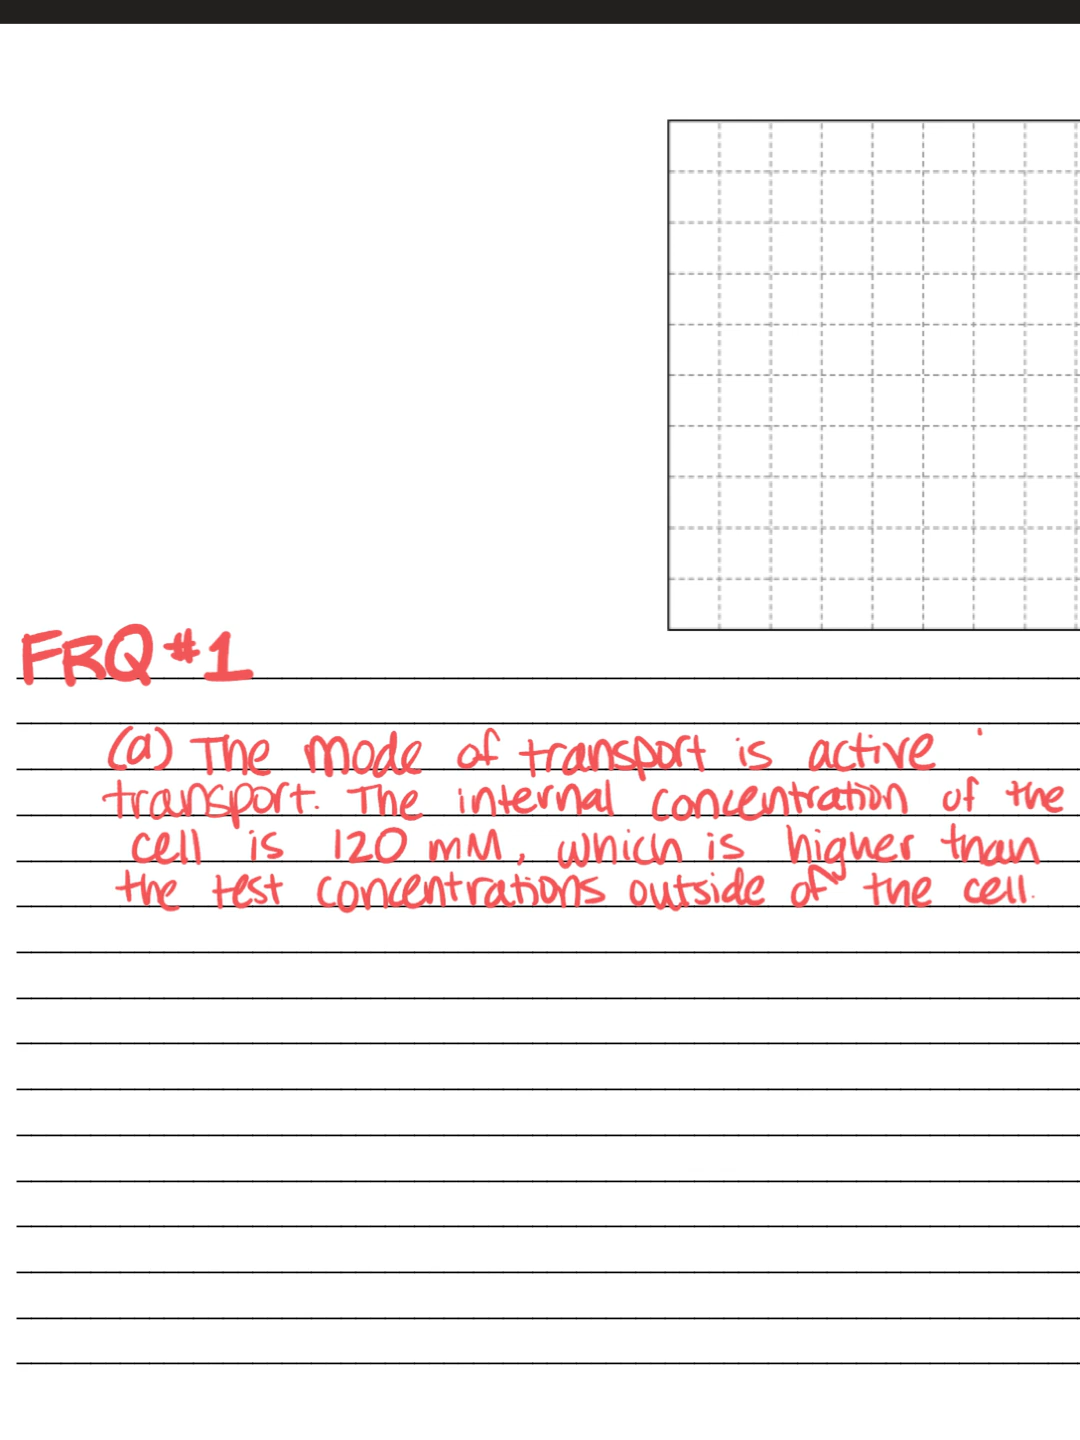 FRQ #1
(a) The mode of transport is active
transport. The internal concentration of the
cell is 120 mM, which is higher than
the test concentrations outside of the cell.